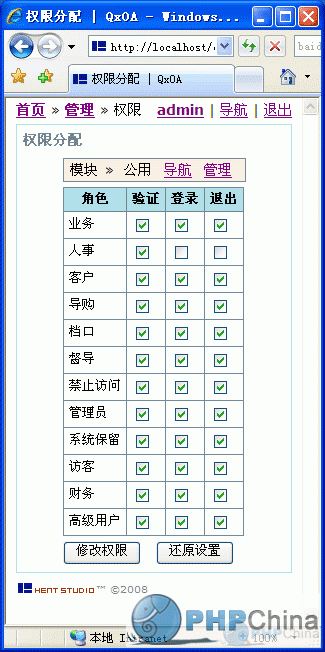 权限分配 | QxOA - Windows...
http://localhost/
baid
权限分配 | QxOA
首页 » 管理 » 权限 admin | 导航 | 退出
权限分配
模块 » 公用 导航 管理
角色 验证 登录 退出
业务
人事
客户
导购
档口
督导
禁止访问
管理员
系统保留
访客
财务
高级用户
修改权限 还原设置
HENT STUDIO™ ©2008
PHPChina
本地 Intranet 100%